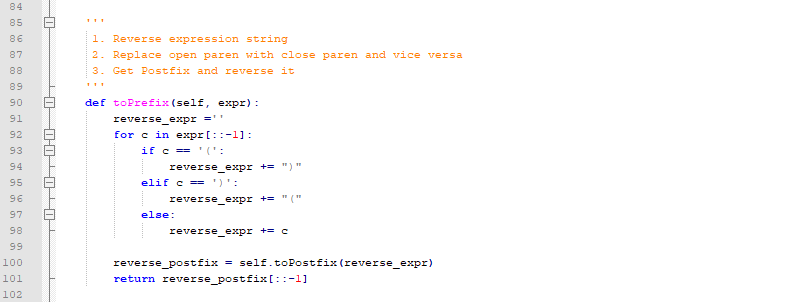 84
85 '''
86 1. Reverse expression string
87 2. Replace open paren with close paren and vice versa
88 3. Get Postfix and reverse it
89 '''
90 def toPrefix(self, expr):
91 reverse_expr =''
92 for c in expr[::-1]:
93 if c == '(':
94 reverse_expr += ")"
95 elif c == ')':
96 reverse_expr += "("
97 else:
98 reverse_expr += c
99
100 reverse_postfix = self.toPostfix(reverse_expr)
101 return reverse_postfix[::-1]
102